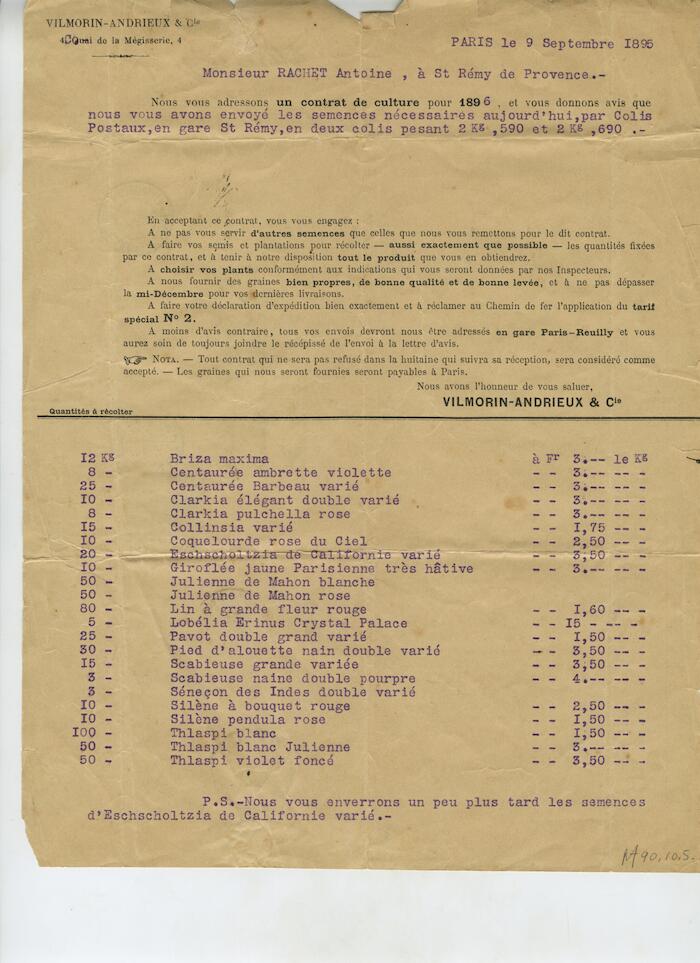 VILMORIN-ANDRIEUX & Cie
4, Quai de la Mégisserie, 4
PARIS le 9 Septembre 1895
Monsieur RACHET Antoine , à St Rémy de Provence.-
Nous vous adressons un contrat de culture pour 1896 , et vous donnons avis que
nous vous avons envoyé les semences nécessaires aujourd'hui,par Colis
Postaux,en gare St Rémy,en deux colis pesant 2 Kg ,590 et 2 Kg ,690 .-
En acceptant ce contrat, vous vous engagez :
A ne pas vous servir d'autres semences que celles que nous vous remettons pour le dit contrat.
A faire vos semis et plantations pour récolter — aussi exactement que possible — les quantités fixées
par ce contrat, et à tenir à notre disposition tout le produit que vous en obtiendrez.
A choisir vos plants conformément aux indications qui vous seront données par nos Inspecteurs.
A nous fournir des graines bien propres, de bonne qualité et de bonne levée, et à ne pas dépasser
la mi-Décembre pour vos dernières livraisons.
A faire votre déclaration d'expédition bien exactement et à réclamer au Chemin de fer l'application du tarif
spécial No 2.
A moins d'avis contraire, tous vos envois devront nous être adressés en gare Paris-Reuilly et vous
aurez soin de toujours joindre le récépissé de l'envoi à la lettre d'avis.
☞ NOTA. — Tout contrat qui ne sera pas refusé dans la huitaine qui suivra sa réception, sera considéré comme
accepté. — Les graines qui nous seront fournies seront payables à Paris.
Nous avons l'honneur de vous saluer,
VILMORIN-ANDRIEUX & Cie
Quantités à récolter
12 Kg Briza maxima à Fr 3.-- le Kg
8 - Centaurée ambrette violette - - 3.-- -- -
25 - Centaurée Barbeau varié - - 3.-- -- -
10 - Clarkia élégant double varié - - 3.-- -- -
8 - Clarkia pulchella rose - - 3.-- -- -
15 - Collinsia varié - - 1,75 -- -
10 - Coquelourde rose du Ciel - - 2,50 -- -
20 - Eschscholtzia de Californie varié - - 3,50 -- -
10 - Giroflée jaune Parisienne très hâtive - - 3.-- -- -
50 - Julienne de Mahon blanche
50 - Julienne de Mahon rose
80 - Lin à grande fleur rouge - - 1,60 -- -
5 - Lobélia Erinus Crystal Palace - - 15 - -- -
25 - Pavot double grand varié - - 1,50 -- -
30 - Pied d'alouette nain double varié - - 3,50 -- -
15 - Scabieuse grande variée - - 3,50 -- -
3 - Scabieuse naine double pourpre - - 4.-- -- -
3 - Séneçon des Indes double varié
10 - Silène à bouquet rouge - - 2,50 -- -
10 - Silène pendula rose - - 1,50 -- -
100 - Thlaspi blanc - - 1,50 -- -
50 - Thlaspi blanc Julienne - - 3.-- -- -
50 - Thlaspi violet foncé - - 3,50 -- -
P.S.-Nous vous enverrons un peu plus tard les semences
d'Eschscholtzia de Californie varié.-
90.10.5.